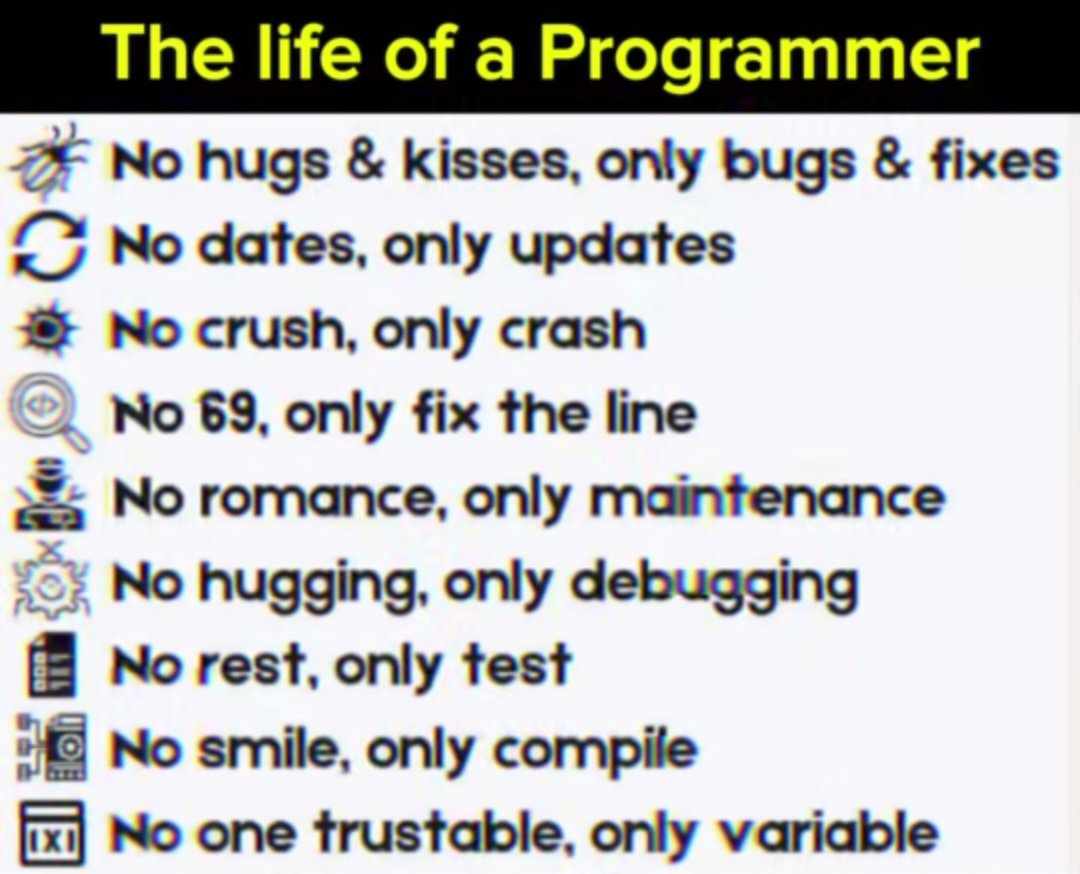 The life of a Programmer
No hugs & kisses, only bugs & fixes
No dates, only updates
No crush, only crash
No 69, only fix the line
No romance, only maintenance
No hugging, only debugging
No rest, only test
No smile, only compile
No one trustable, only variable